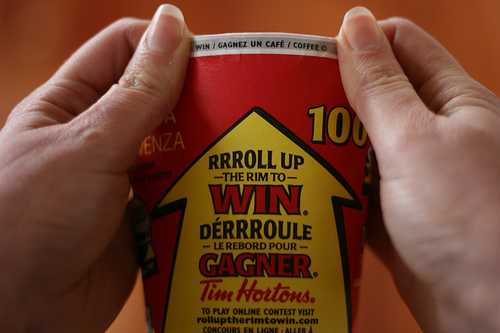 WIN / GAGNEZ UN CAFÉ / COFFEE
100
ENZA
RRROLL UP
THE RIM TO
WIN.
DÉRRROULE
LE REBORD POUR
GAGNER.
Tim Hortons.
TO PLAY ONLINE CONTEST VISIT
rolluptherimtowin.com
CONCOURS EN LIGNE : ALLER À